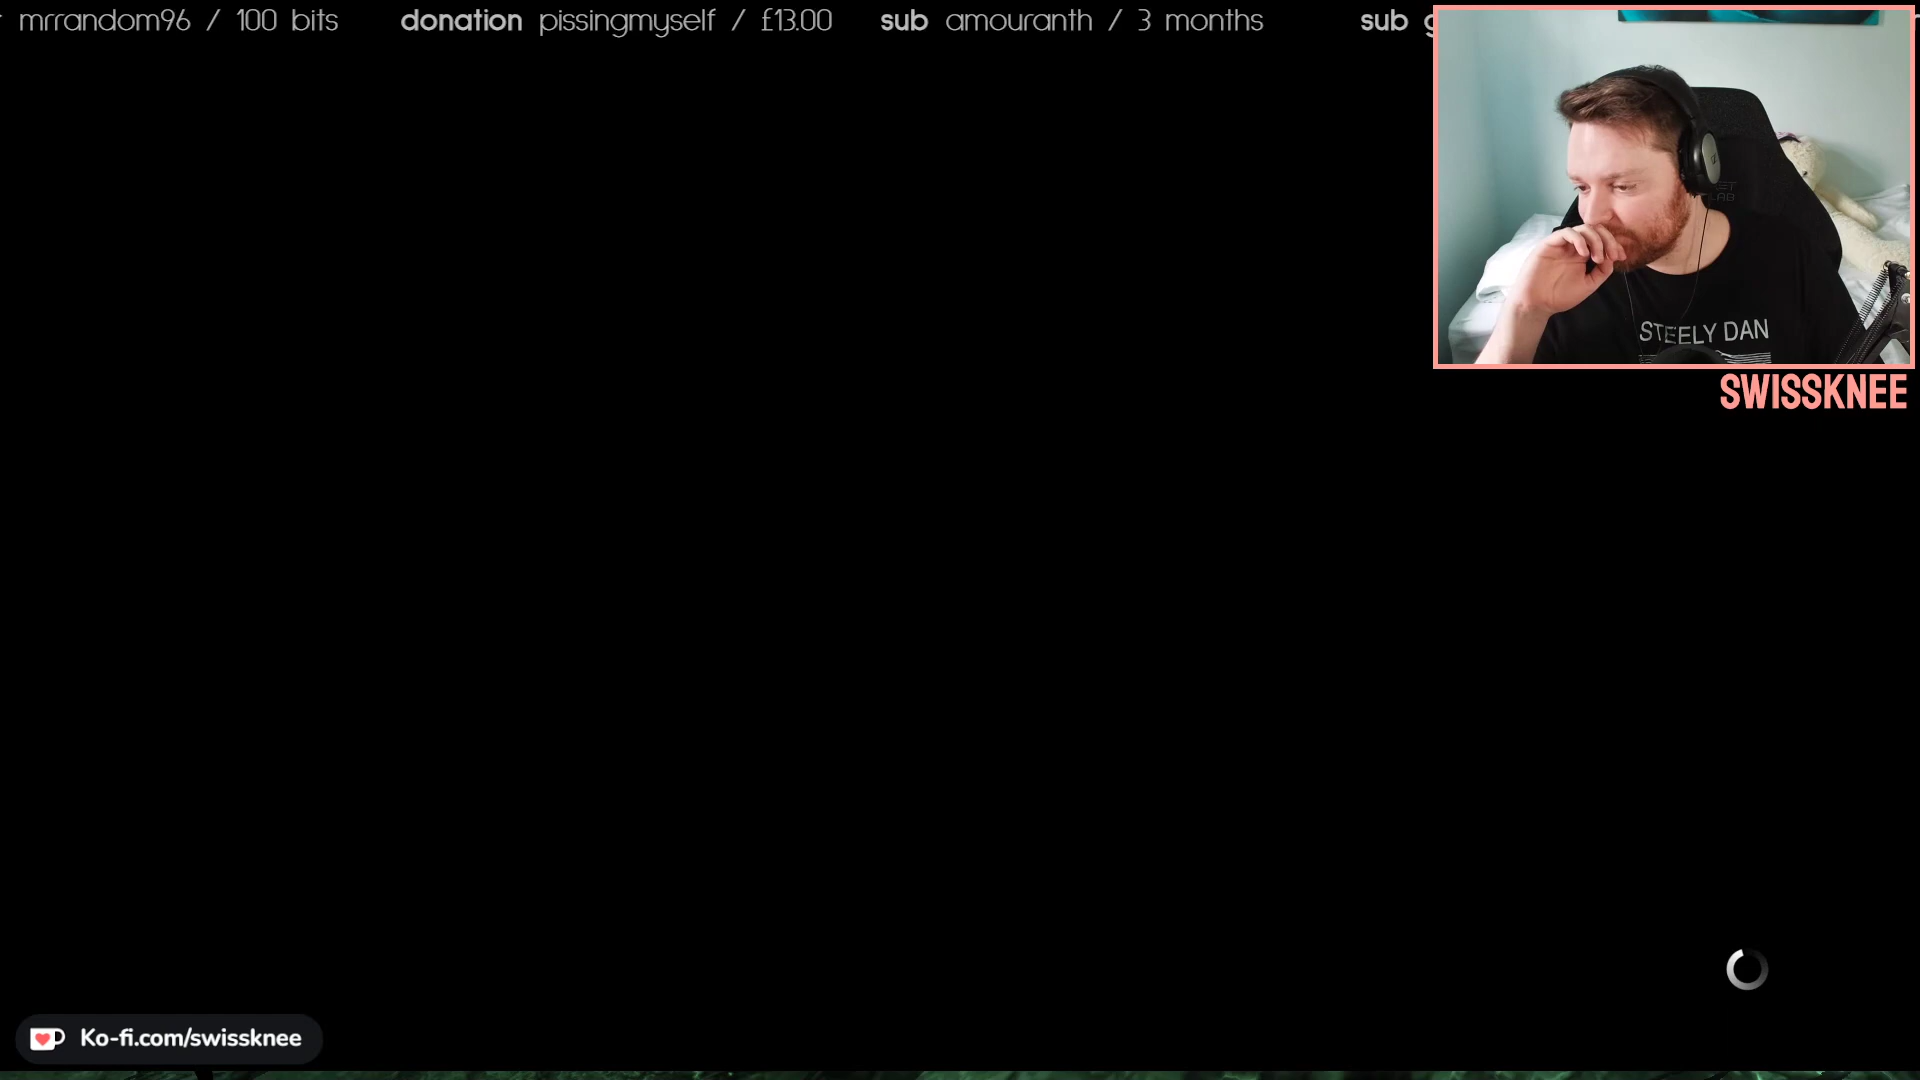 mrrandom96 / 100 bits donation pissingmyself / £13.00 sub amouranth / 3 months sub
STEELY DAN
SWISSKNEE
Ko-fi.com/swissknee